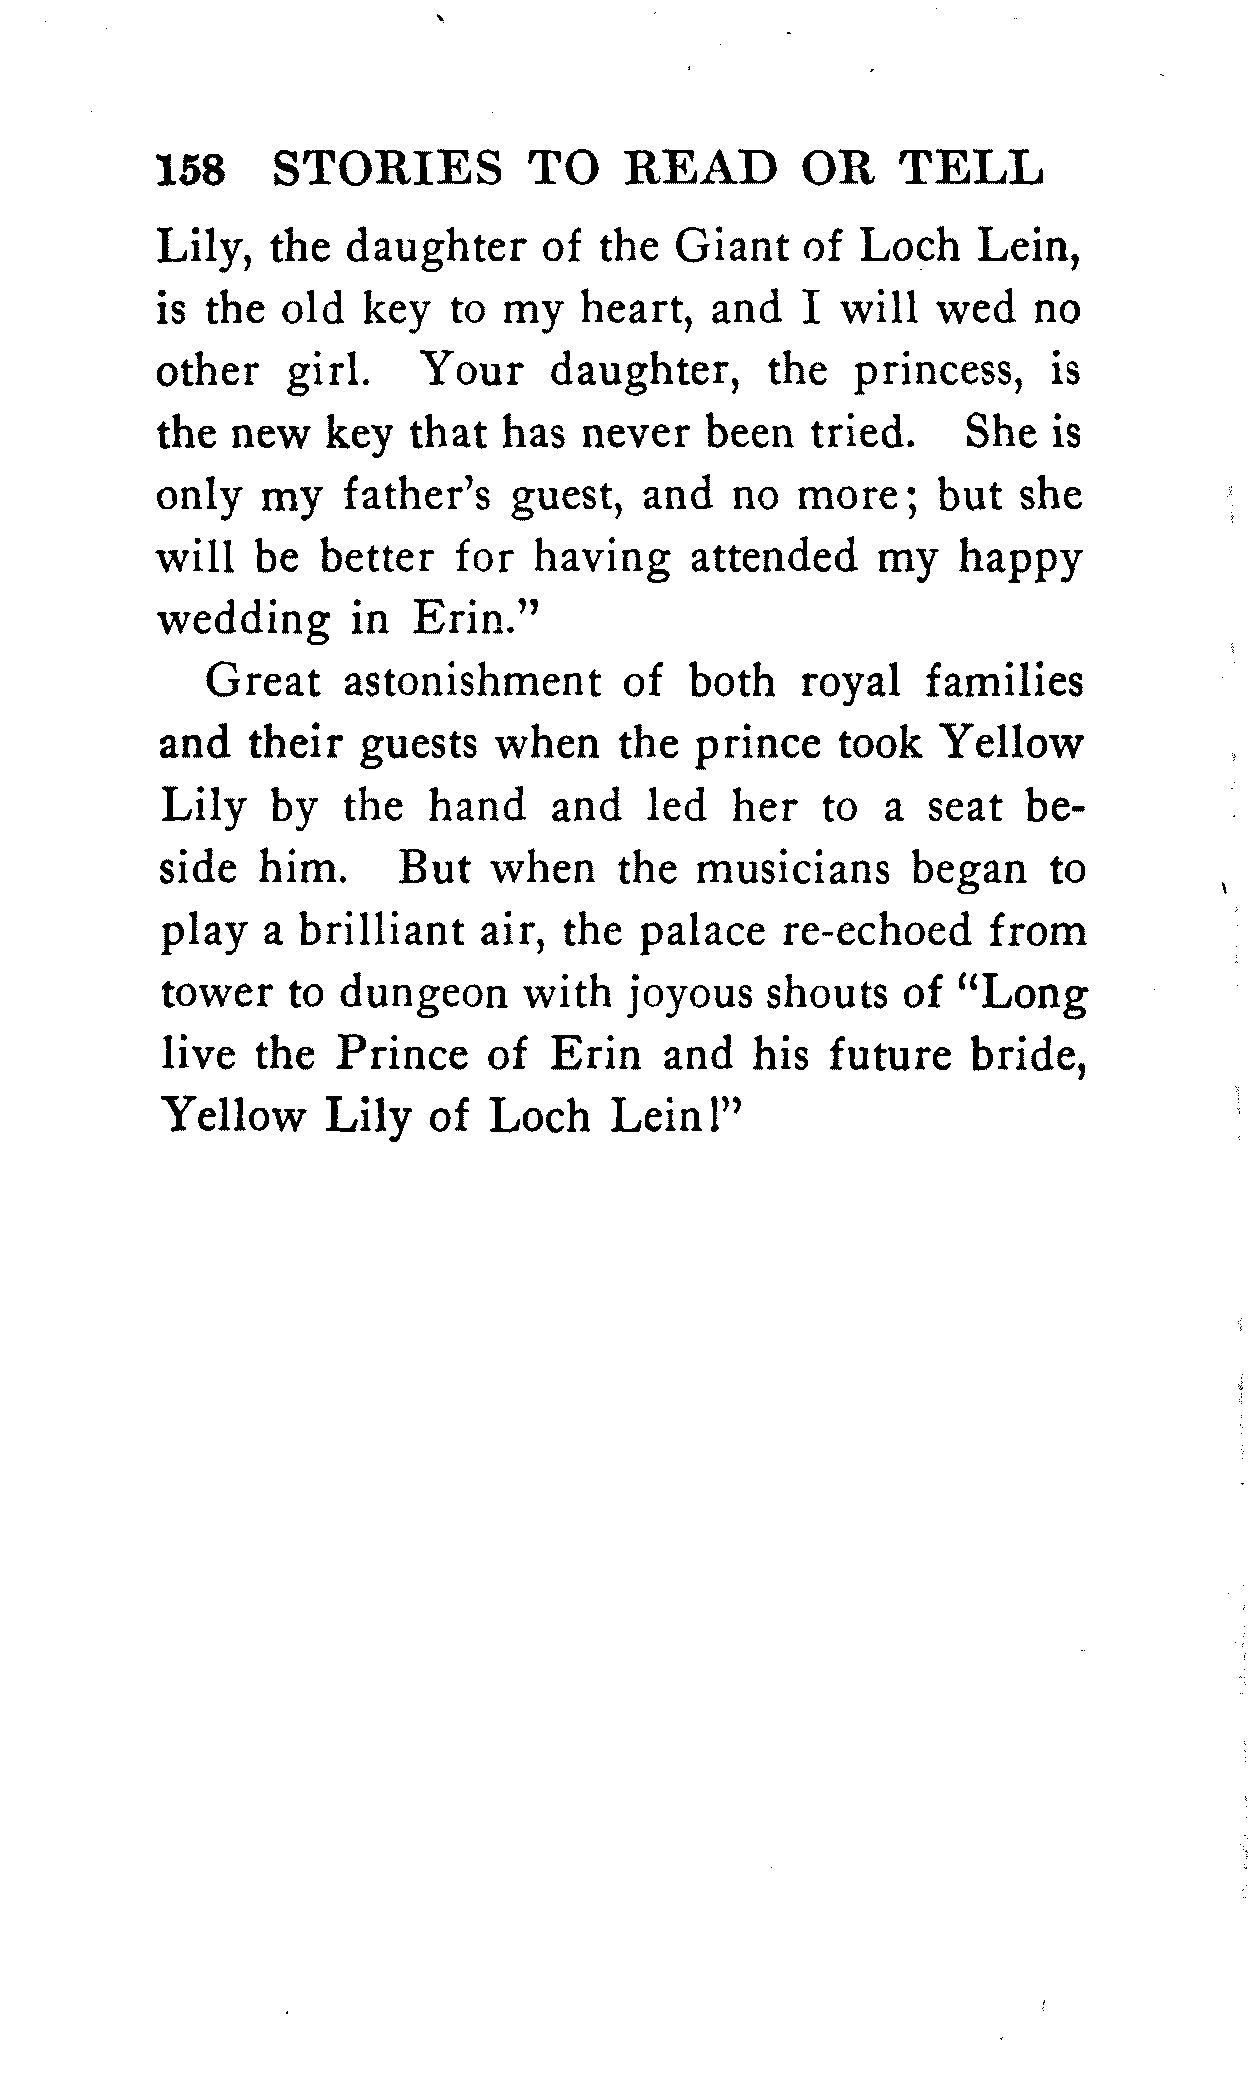 158 STORIES TO READ OR TELL
Lily, the daughter of the Giant of Loch Lein,
is the old key to my heart, and I will wed no
other girl. Your daughter, the princess, is
the new key that has never been tried. She is
only my father's guest, and no more; but she
will be better for having attended my happy
wedding in Erin."
Great astonishment of both royal families
and their guests when the prince took Yellow
Lily by the hand and led her to a seat be-
side him. But when the musicians began to
play a brilliant air, the palace re-echoed from
tower to dungeon with joyous shouts of "Long
live the Prince of Erin and his future bride,
Yellow Lily of Loch Lein!"